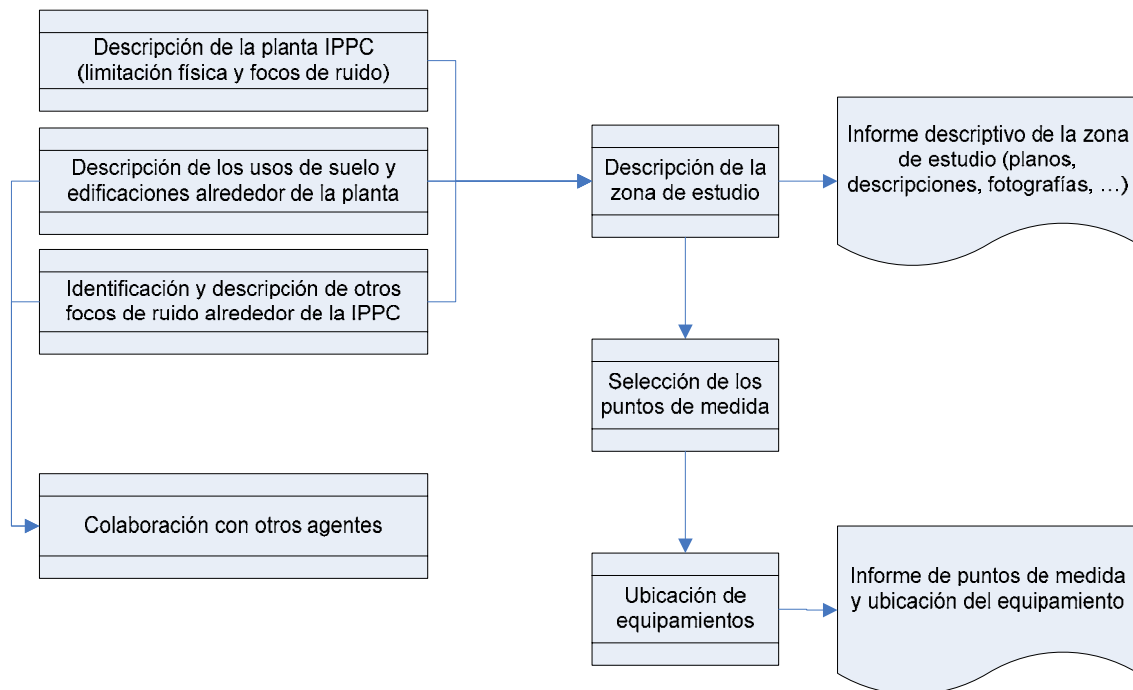 Descripción de la planta IPPC
(limitación física y focos de ruido)
Descripción de los usos de suelo y
edificaciones alrededor de la planta
Identificación y descripción de otros
focos de ruido alrededor de la IPPC
Colaboración con otros agentes
Descripción de la
zona de estudio
Selección de los
puntos de medida
Ubicación de
equipamientos
Informe descriptivo de la zona
de estudio (planos,
descripciones, fotografías, …)
Informe de puntos de medida
y ubicación del equipamiento